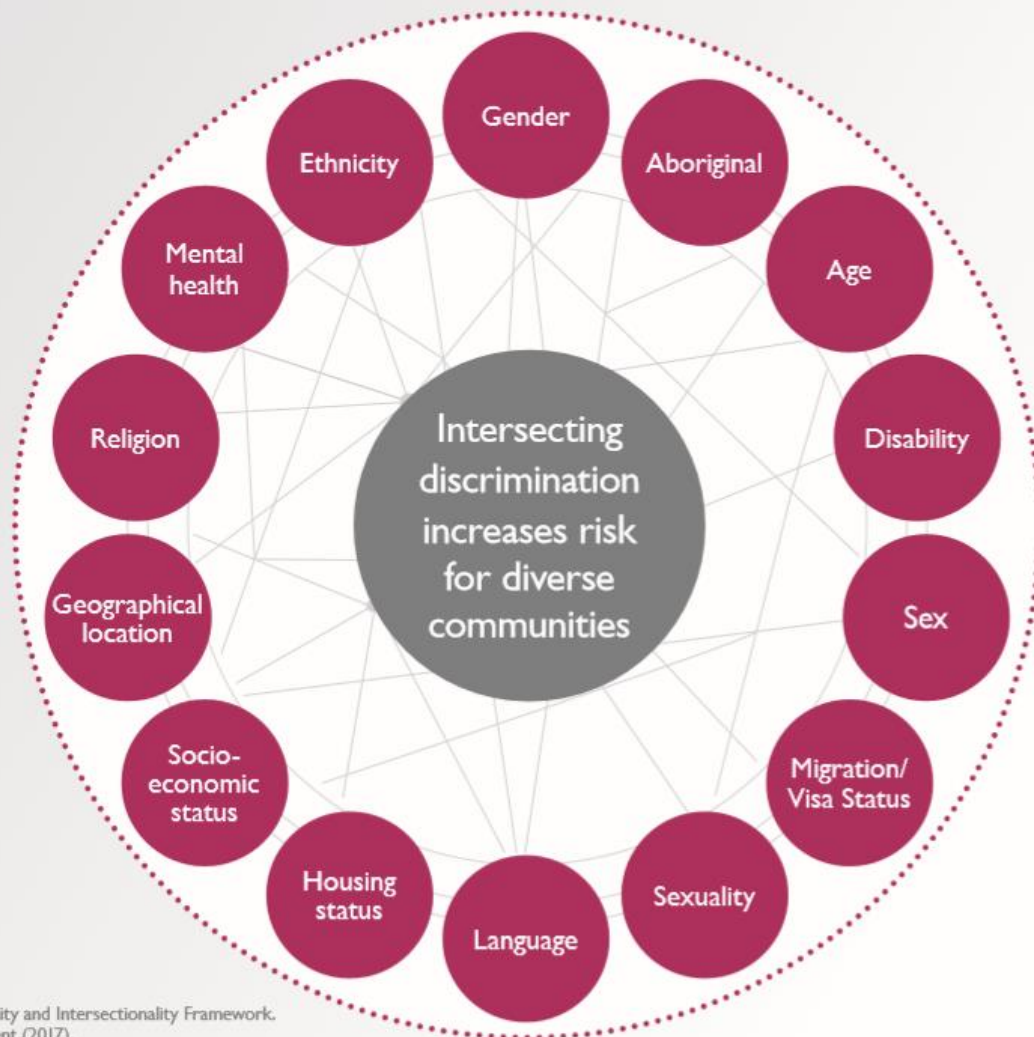 Gender
Aboriginal
Age
Disability
Sex
Migration/
Visa Status
Sexuality
Language
Housing
status
Socio-
economic
status
Geographical
location
Religion
Mental
health
Ethnicity
Intersecting
discrimination
increases risk
for diverse
communities
and Intersectionality Framework.
(2017)